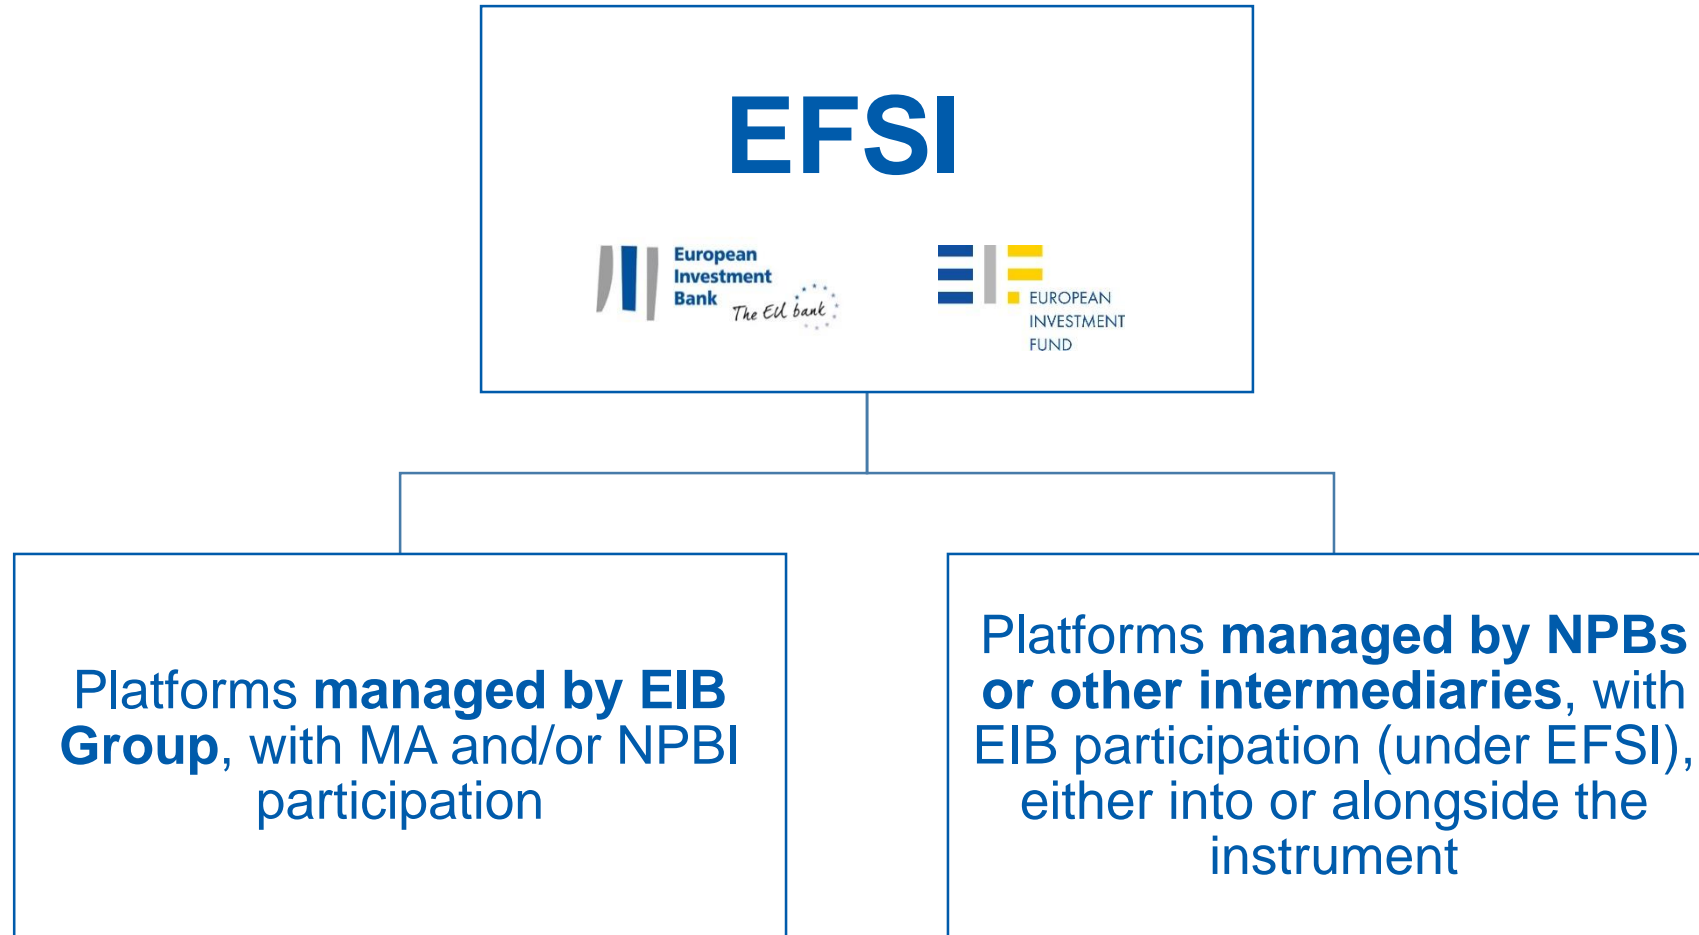 EFSI
European
Investment
Bank
The EU bank
EIF
EUROPEAN
INVESTMENT
FUND
Platforms managed by EIB
Group, with MA and/or NPBI
participation
Platforms managed by NPBs
or other intermediaries, with
EIB participation (under EFSI),
either into or alongside the
instrument